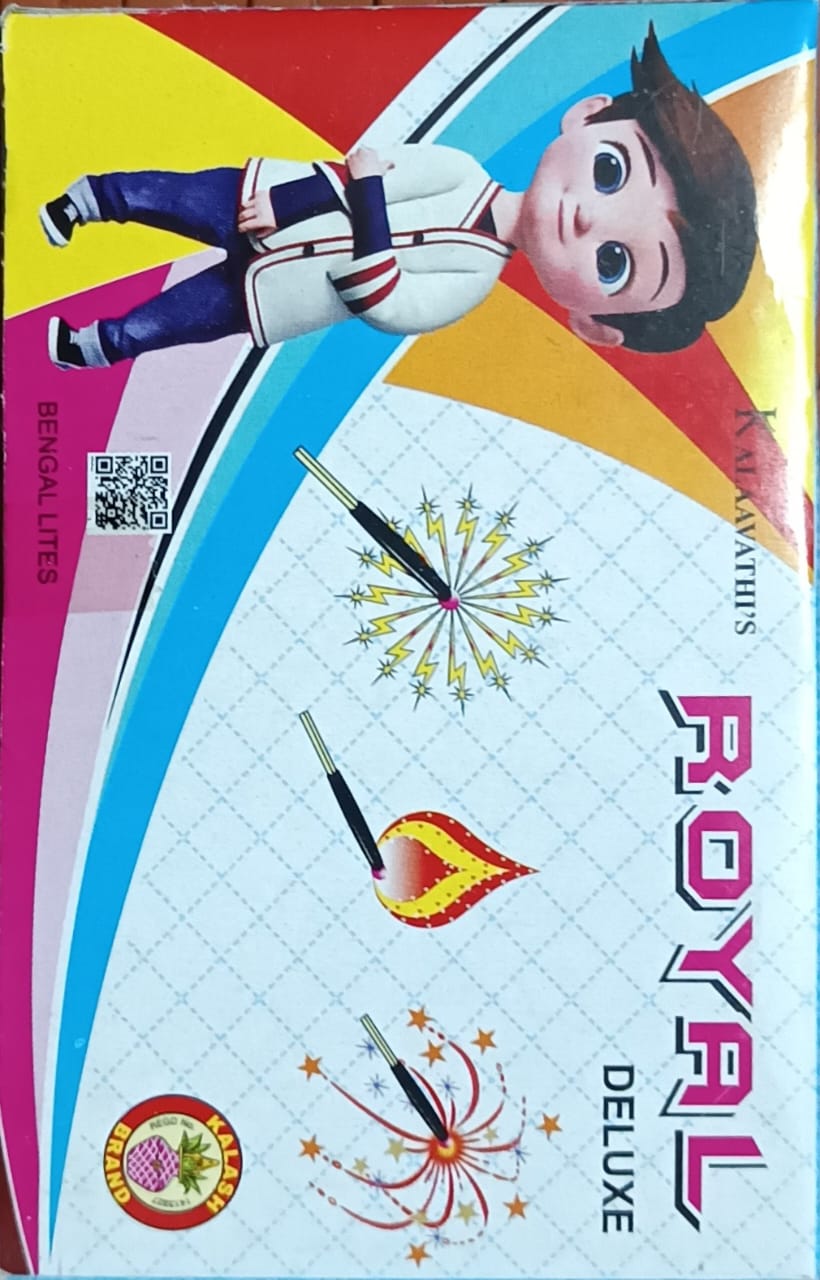 KALAAVATHI'S
ROYAL
DELUXE
BENGAL LITES
KALASH
REGD No.
BRAND